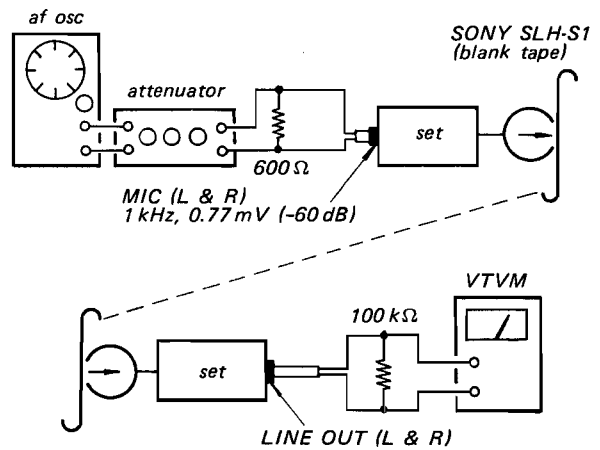 af osc
SONY SLH-S1
(blank tape)
attenuator
set
600 Ω
MIC (L & R)
1 kHz, 0.77 mV (-60 dB)
VTVM
100 kΩ
set
LINE OUT (L & R)